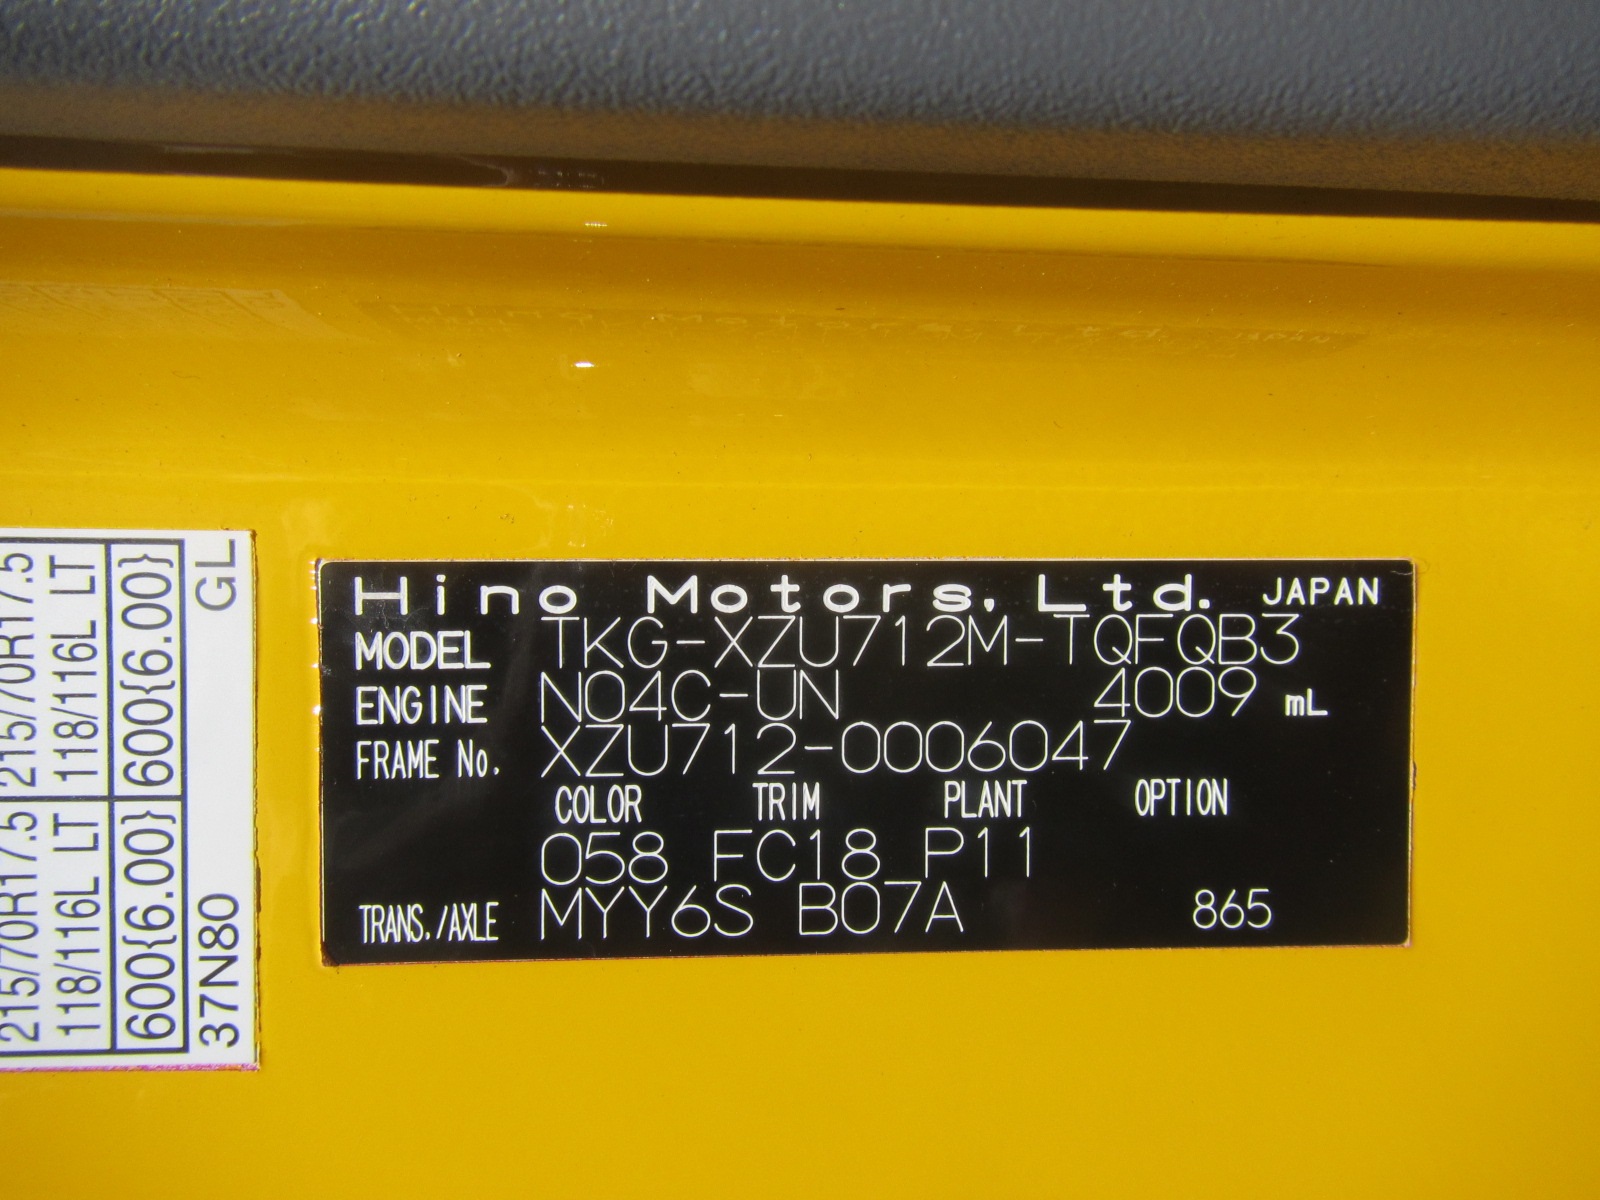 Hino Motors, Ltd. JAPAN
MODEL TKG-XZU712M-TQFQB3
ENGINE N04C-UN 4009 mL
FRAME No. XZU712-0006047
COLOR TRIM PLANT OPTION
058 FC18 P11
TRANS./AXLE MYY6S B07A 865
215/70R17.5 215/70R17.5
118/116L LT 118/116L LT
600{6.00} 600{6.00}
37N80 GL